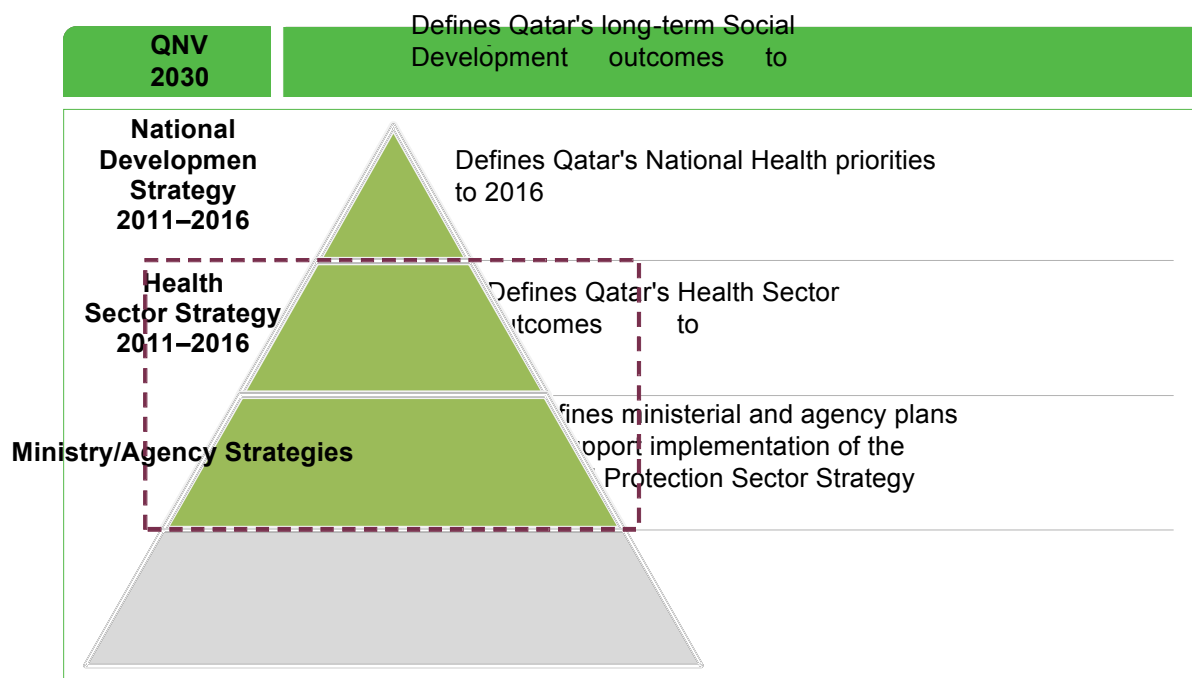 QNV
2030
Defines Qatar's long-term Social
Development outcomes to
National
Developmen
Strategy
2011–2016
Defines Qatar's National Health priorities
to 2016
Health
Sector Strategy
2011–2016
Defines Qatar's Health Sector
utcomes to
Ministry/Agency Strategies
fines ministerial and agency plans
pport implementation of the
Protection Sector Strategy